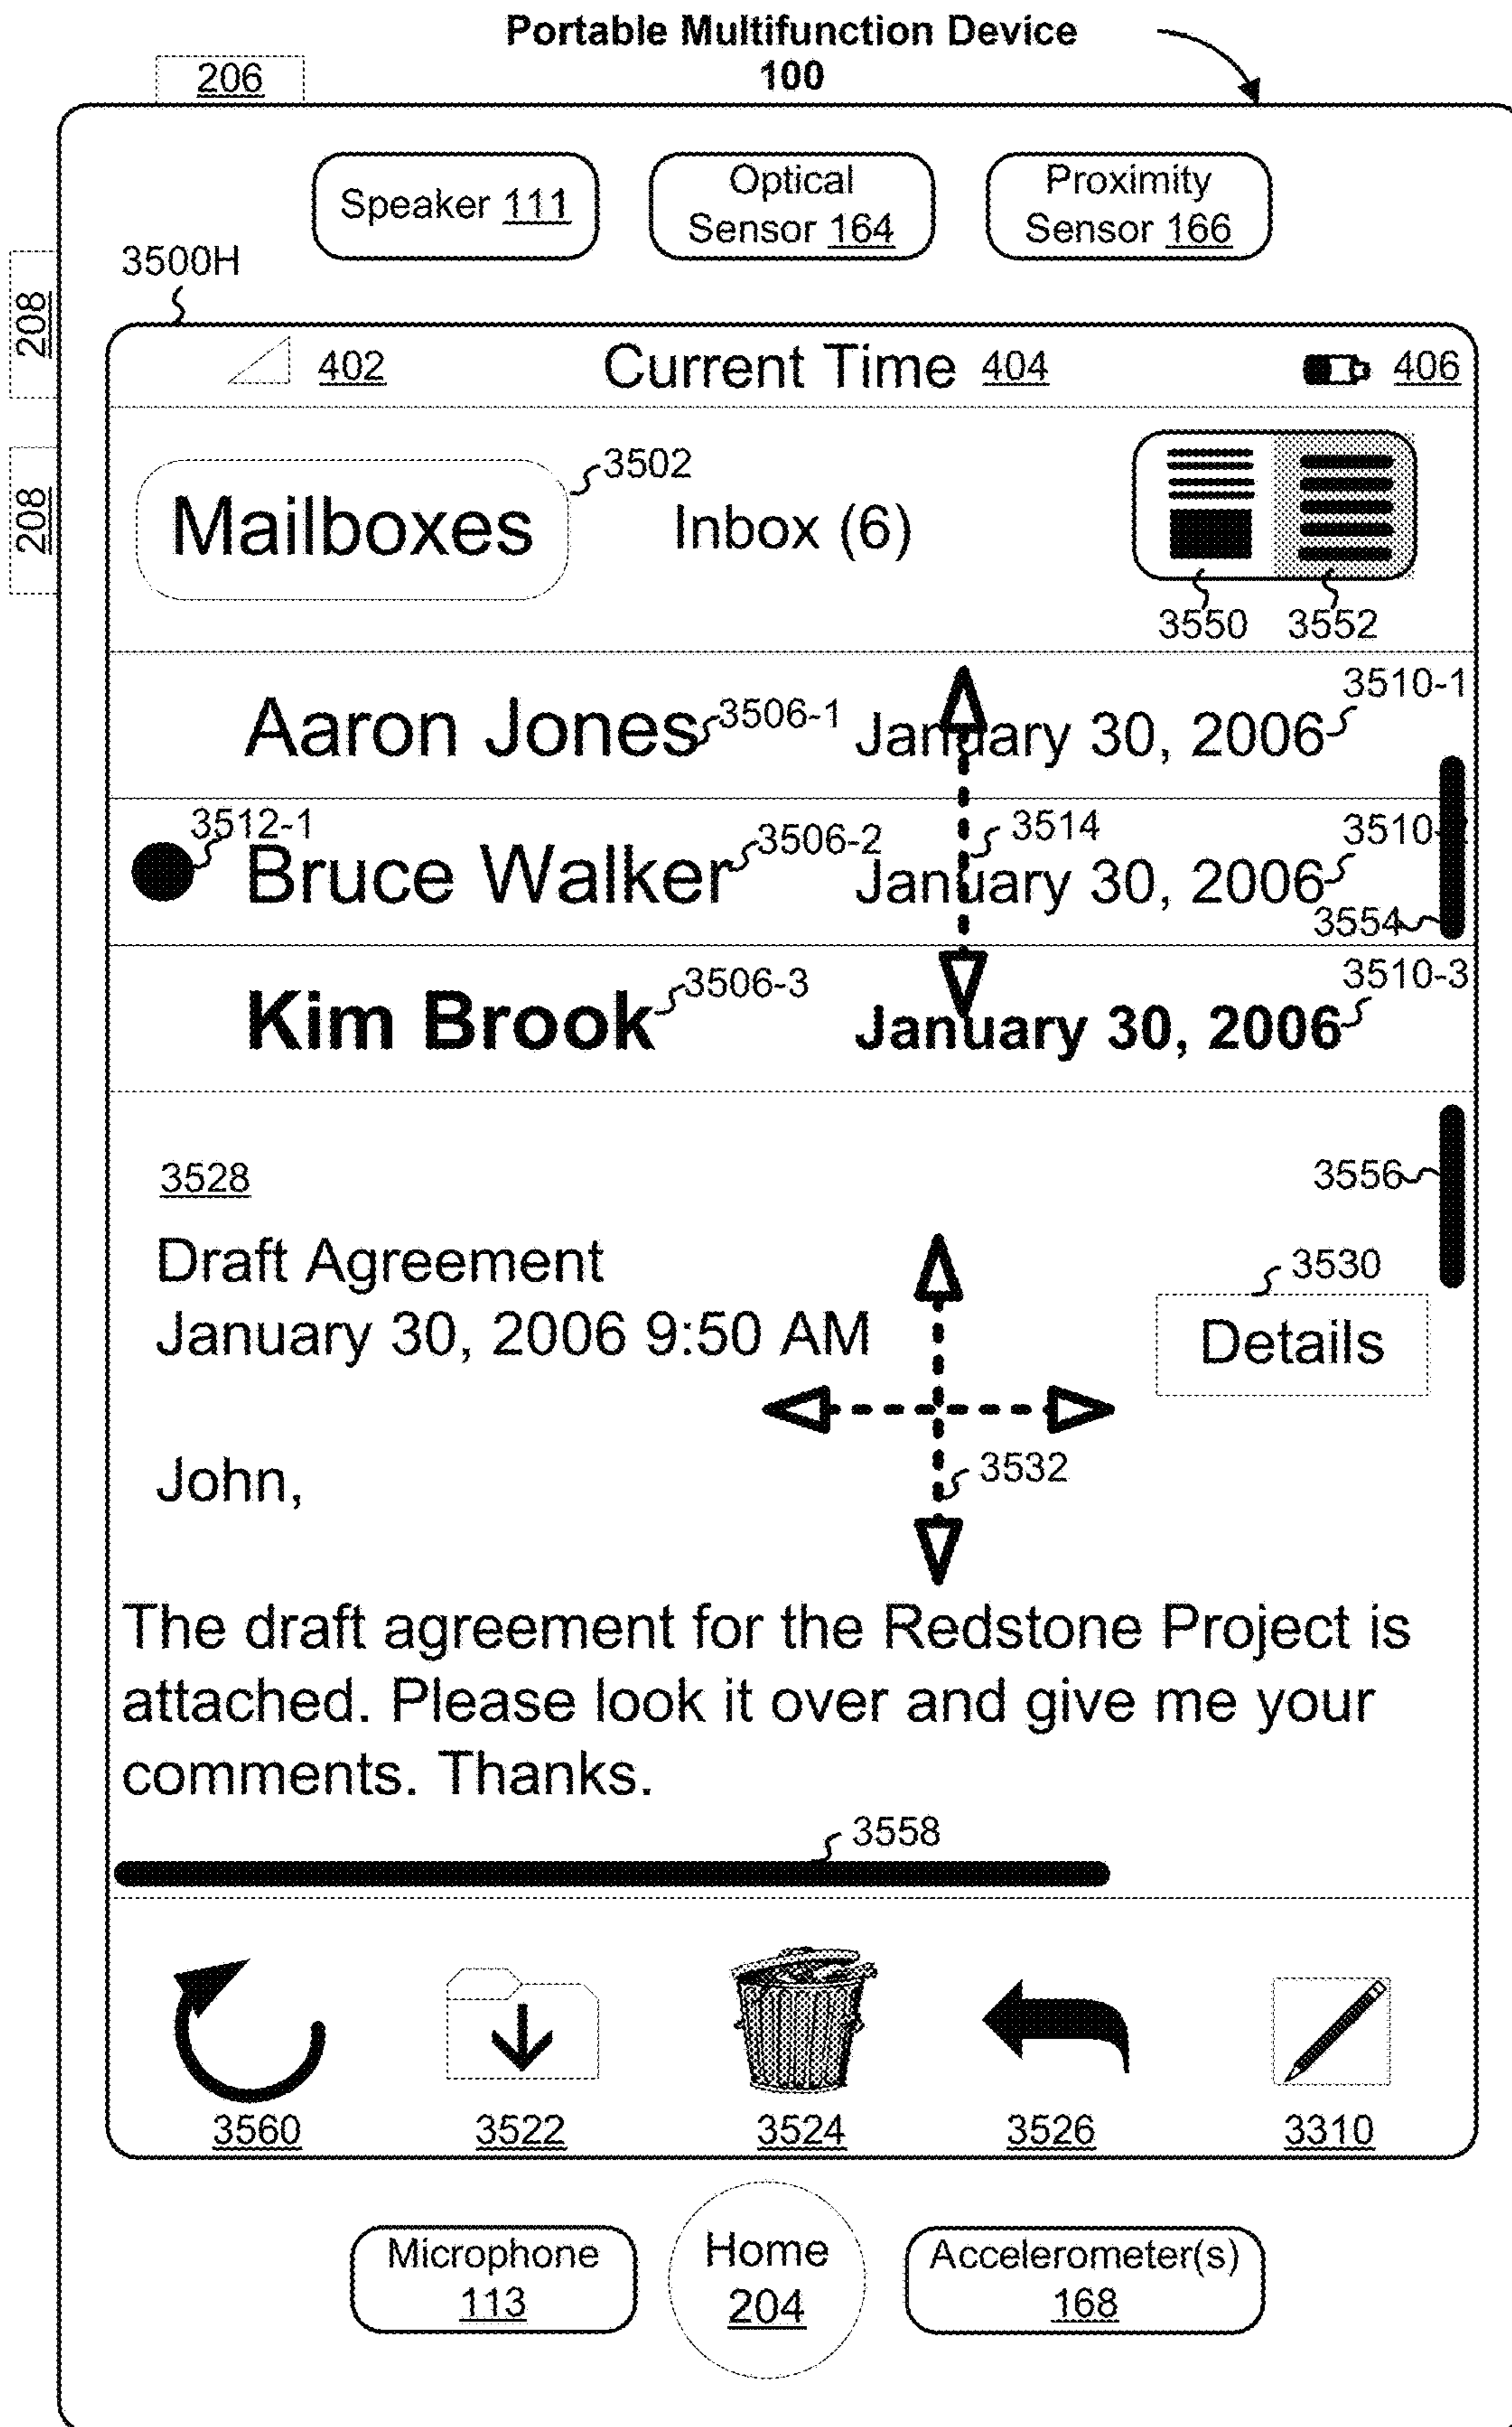 Portable Multifunction Device
100
206
Speaker 111
Optical
Sensor 164
Proximity
Sensor 166
3500H
208
402
Current Time 404
406
208
Mailboxes
3502
Inbox (6)
3550
3552
Aaron Jones
3506-1
January 30, 2006
3510-1
3512-1
Bruce Walker
3506-2
3514
January 30, 2006
3510-
3554
Kim Brook
3506-3
January 30, 2006
3510-3
3528
3556
Draft Agreement
3530
January 30, 2006 9:50 AM
Details
John,
3532
The draft agreement for the Redstone Project is
attached. Please look it over and give me your
comments. Thanks.
3558
3560
3522
3524
3526
3310
Microphone
113
Home
204
Accelerometer(s)
168